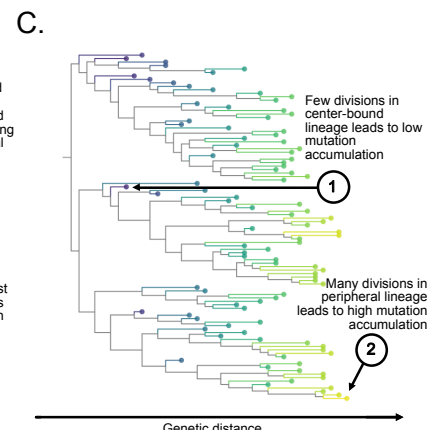 C.
Few divisions in
center-bound
lineage leads to low
mutation
accumulation
1
Many divisions in
peripheral lineage
leads to high mutation
accumulation
2
Genetic distance